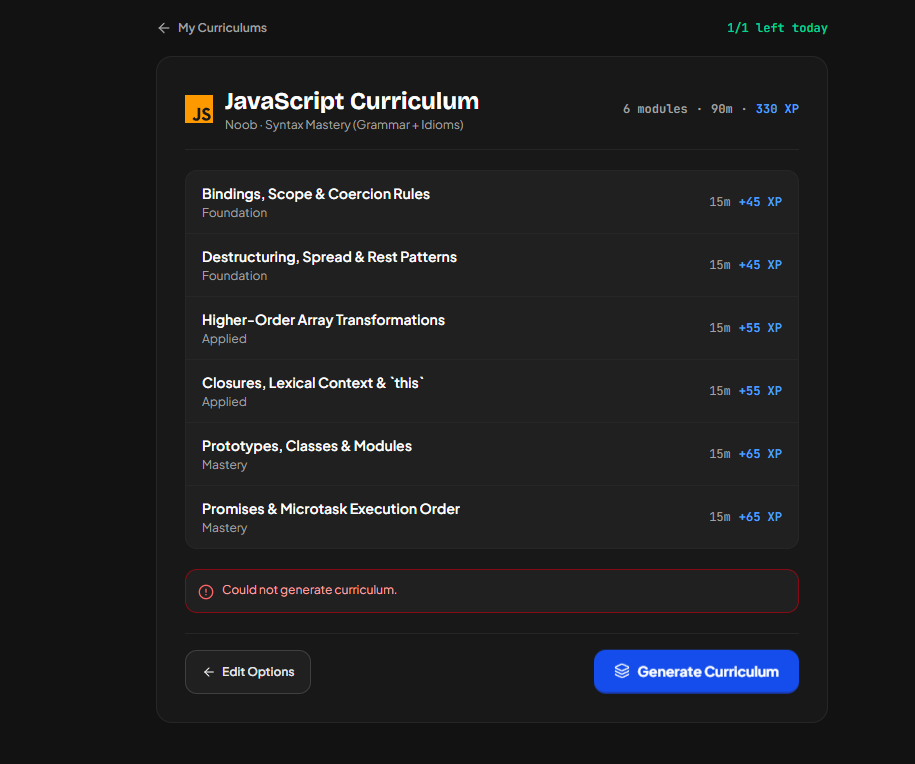 ← My Curriculums
1/1 left today
JS
JavaScript Curriculum
Noob · Syntax Mastery (Grammar + Idioms)
6 modules · 90m · 330 XP
Bindings, Scope & Coercion Rules
Foundation
15m +45 XP
Destructuring, Spread & Rest Patterns
Foundation
15m +45 XP
Higher-Order Array Transformations
Applied
15m +55 XP
Closures, Lexical Context & `this`
Applied
15m +55 XP
Prototypes, Classes & Modules
Mastery
15m +65 XP
Promises & Microtask Execution Order
Mastery
15m +65 XP
Could not generate curriculum.
← Edit Options
Generate Curriculum